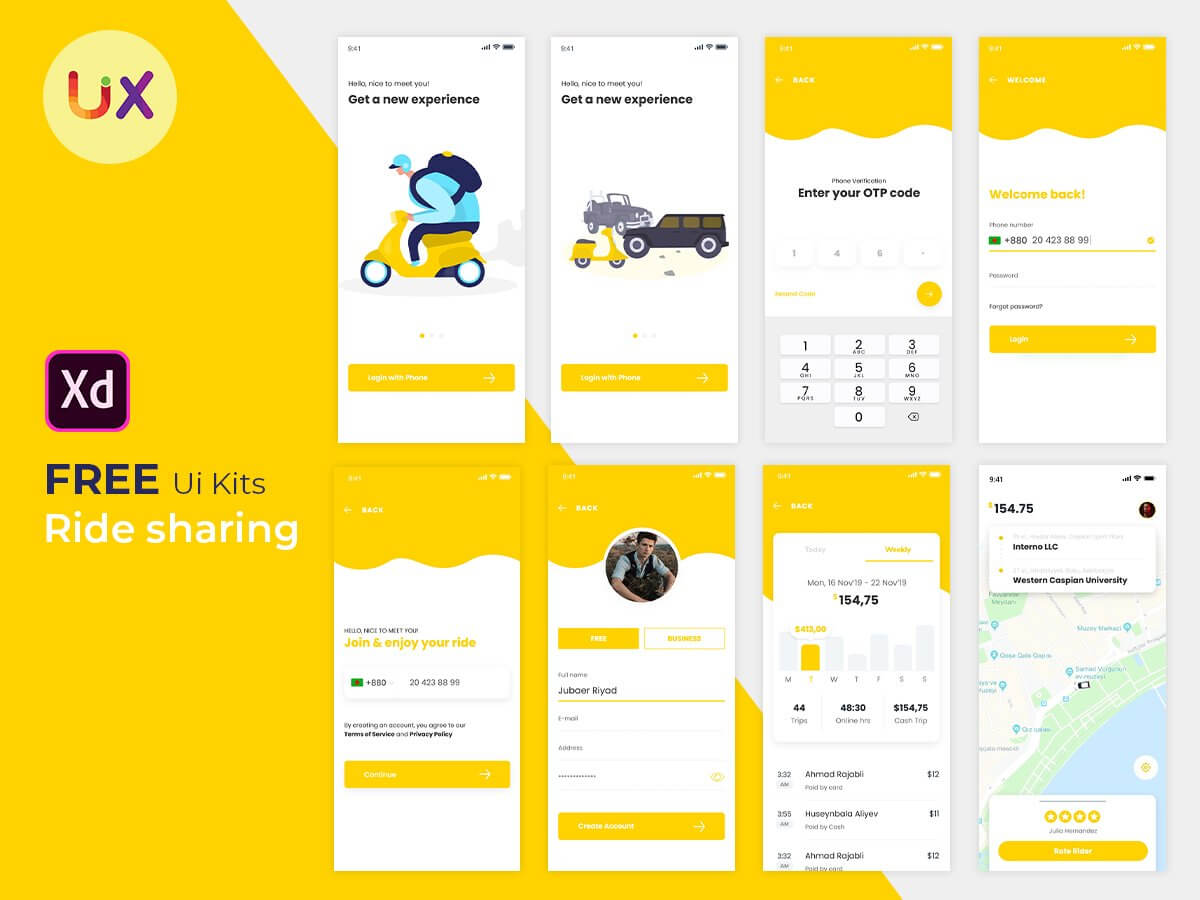 UiX
Xd
FREE Ui Kits
Ride sharing
9:41
Hello, nice to meet you!
Get a new experience
Login with Phone
9:41
Hello, nice to meet you!
Get a new experience
Login with Phone
9:41
BACK
Phone Verification
Enter your OTP code
1 4 6 -
Resend Code
1 2 3
ABC DEF
4 5 6
GHI JKL MNO
7 8 9
PQRS TUV WXYZ
0
9:41
WELCOME
Welcome back!
Phone number
+880 20 423 88 99
Password
Forgot password?
Login
9:41
BACK
HELLO, NICE TO MEET YOU!
Join & enjoy your ride
+880 20 423 88 99
By creating an account, you agree to our
Terms of Service and Privacy Policy
Continue
9:41
BACK
FREE BUSINESS
Full name
Jubaer Riyad
E-mail
Address
Create Account
9:41
BACK
Today Weekly
Mon, 16 Nov'19 - 22 Nov'19
$154,75
$413,00
M T W T F S S
44 48:30 $154,75
Trips Online hrs Cash Trip
3:32 AM Ahmad Rajabli $12
Paid by card
3:55 AM Huseynbala Aliyev $11
Paid by Cash
3:32 AM Ahmad Rajabli $12
Paid by card
9:41
$154.75
Interno LLC
Western Caspian University
Meydanı
Muzey Mərkəzi
Qoşa Qala Qapısı
Səməd Vurğunun
ev-muzeyi
Qız qalası
Julia Hernandez
Rate Rider